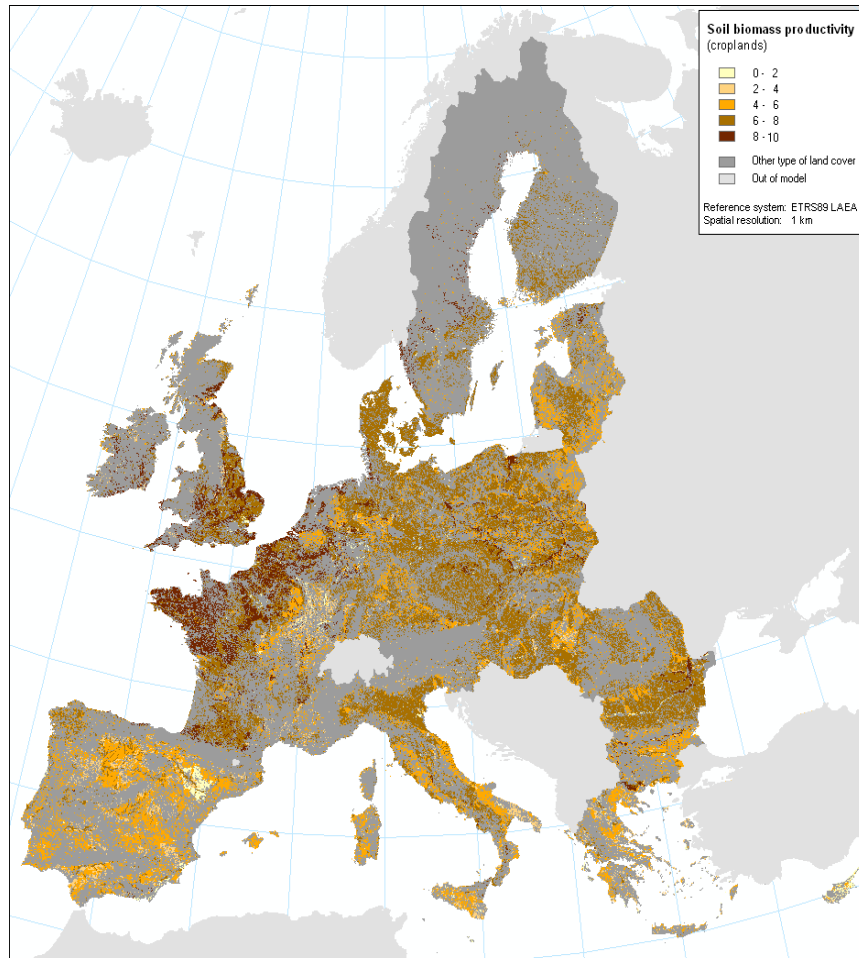 Soil biomass productivity
(croplands)
0 - 2
2 - 4
4 - 6
6 - 8
8 - 10
Other type of land cover
Out of model
Reference system: ETRS89 LAEA
Spatial resolution: 1 km